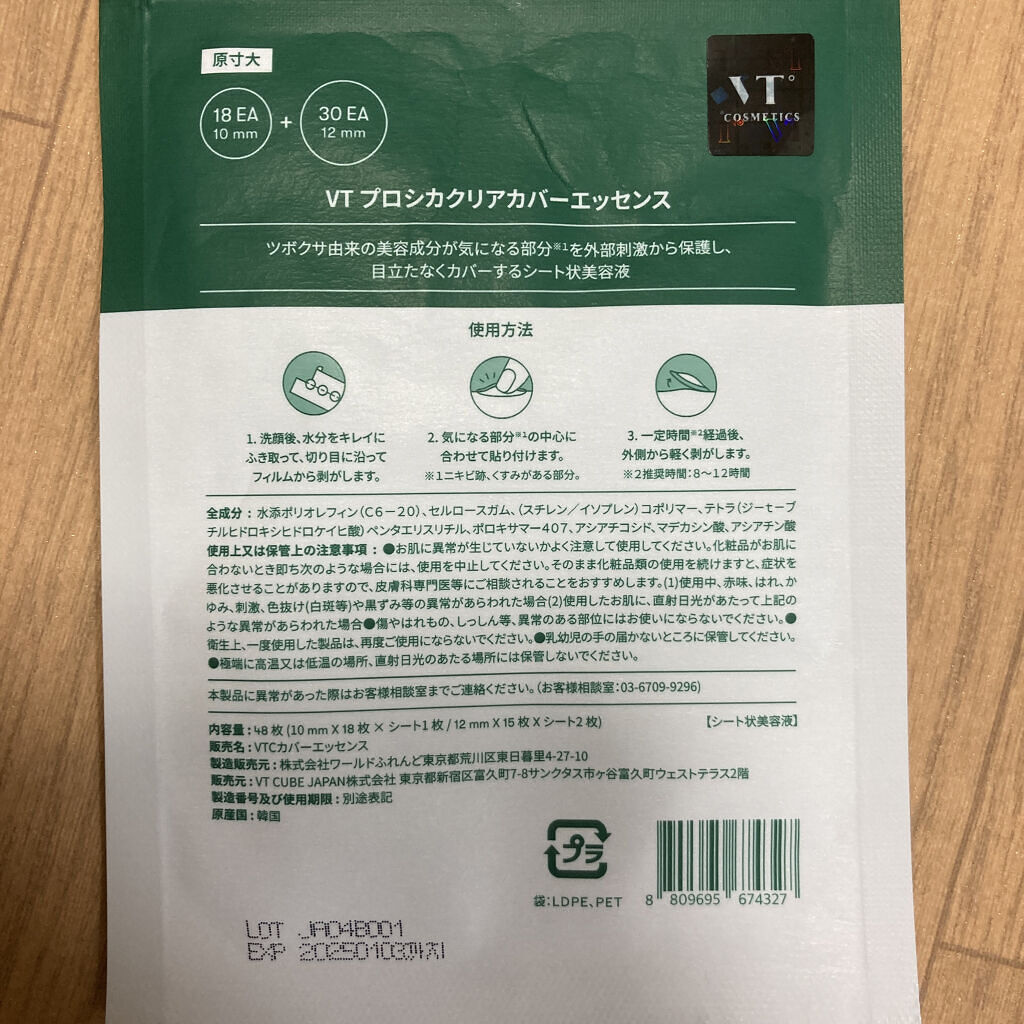 原寸大
18 EA
10 mm
+
30 EA
12 mm
VT
COSMETICS
VT プロシカクリアカバーエッセンス
ツボクサ由来の美容成分が気になる部分※1を外部刺激から保護し、
目立たなくカバーするシート状美容液
使用方法
1. 洗顔後、水分をキレイに
ふき取って、切り目に沿って
フィルムから剥がします。
2. 気になる部分※1の中心に
合わせて貼り付けます。
※1ニキビ跡、くすみがある部分。
3. 一定時間※2経過後、
外側から軽く剥がします。
※2推奨時間：8〜12時間
全成分：水添ポリオレフィン（C6－20）、セルロースガム、（スチレン／イソプレン）コポリマー、テトラ（ジーｔーブ
チルヒドロキシヒドロケイヒ酸）ペンタエリスリチル、ポロキサマー407、アシアチコシド、マデカシン酸、アシアチン酸
使用上又は保管上の注意事項：●お肌に異常が生じていないかよく注意して使用してください。化粧品がお肌に
合わないとき即ち次のような場合には、使用を中止してください。そのまま化粧品類の使用を続けますと、症状を
悪化させることがありますので、皮膚科専門医等にご相談されることをおすすめします。(1)使用中、赤味、はれ、か
ゆみ、刺激、色抜け(白斑等)や黒ずみ等の異常があらわれた場合(2)使用したお肌に、直射日光があたって上記の
ような異常があらわれた場合●傷やはれもの、しっしん等、異常のある部位にはお使いにならないでください。●
衛生上、一度使用した製品は、再度ご使用にならないでください。●乳幼児の手の届かないところに保管してください。
●極端に高温又は低温の場所、直射日光のあたる場所には保管しないでください。
本製品に異常があった際はお客様相談室までご連絡ください。（お客様相談室：03-6709-9296)
内容量：48 枚 (10 mm X 18 枚 × シート1 枚 / 12 mm X 15 枚 X シート2 枚)
【シート状美容液】
販売名：VTCカバーエッセンス
製造販売元：株式会社ワールドふれんど東京都荒川区東日暮里4-27-10
販売元：VT CUBE JAPAN株式会社 東京都新宿区富久町7-8サンクタス市ヶ谷富久町ウェストテラス2階
製造番号及び使用期限：別途表記
原産国：韓国
プラ
袋：LDPE、PET
8 809695 674327
LOT JA04B001
EXP 20250103까지